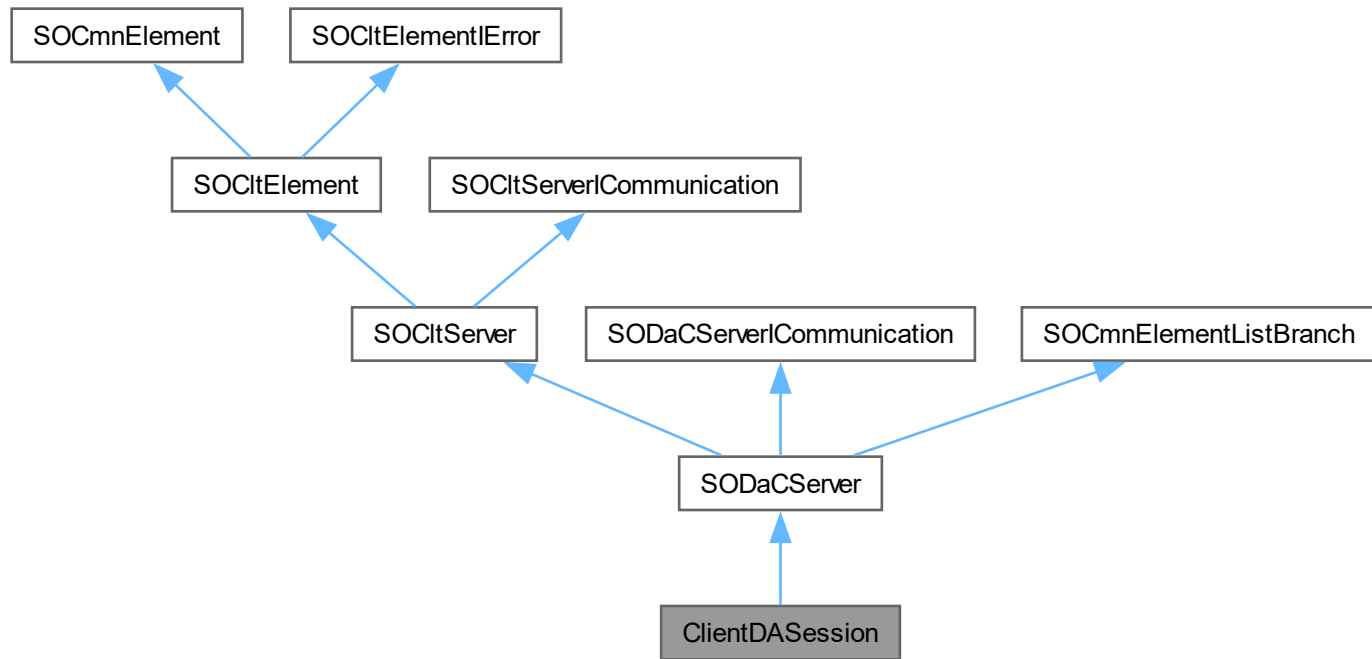 SOCmnElement
SOCltElementIError
SOCltElement
SOCltServerICommunication
SOCltServer
SODaCServerICommunication
SOCmnElementListBranch
SODaCServer
ClientDASession